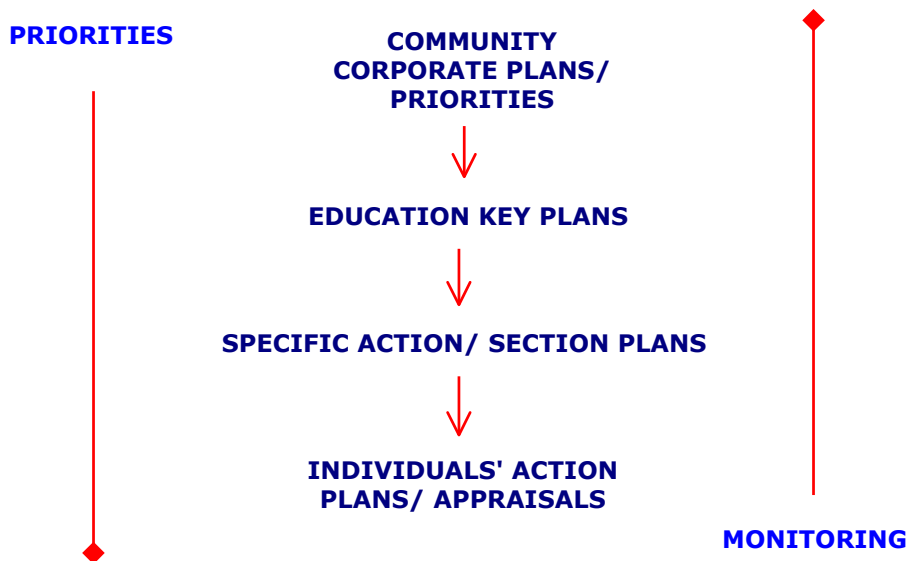 PRIORITIES
COMMUNITY
CORPORATE PLANS/
PRIORITIES
EDUCATION KEY PLANS
SPECIFIC ACTION/ SECTION PLANS
INDIVIDUALS' ACTION
PLANS/ APPRAISALS
MONITORING